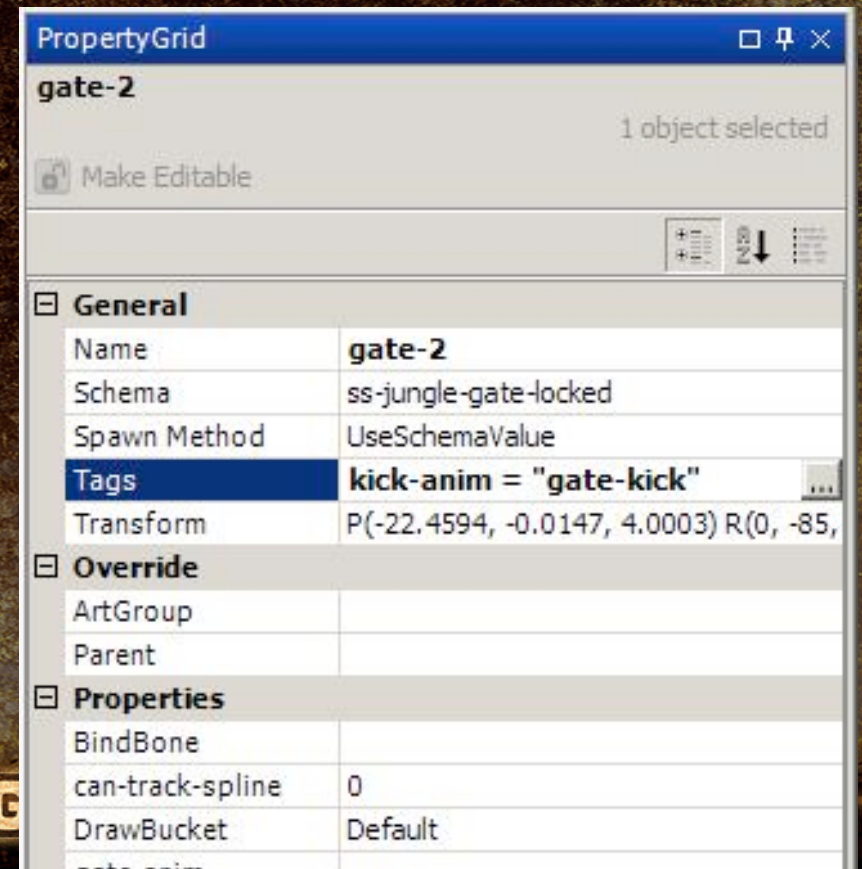 PropertyGrid
gate-2
1 object selected
Make Editable
General
Name gate-2
Schema ss-jungle-gate-locked
Spawn Method UseSchemaValue
Tags kick-anim = "gate-kick" ...
Transform P(-22.4594, -0.0147, 4.0003) R(0, -85,
Override
ArtGroup
Parent
Properties
BindBone
can-track-spline 0
DrawBucket Default